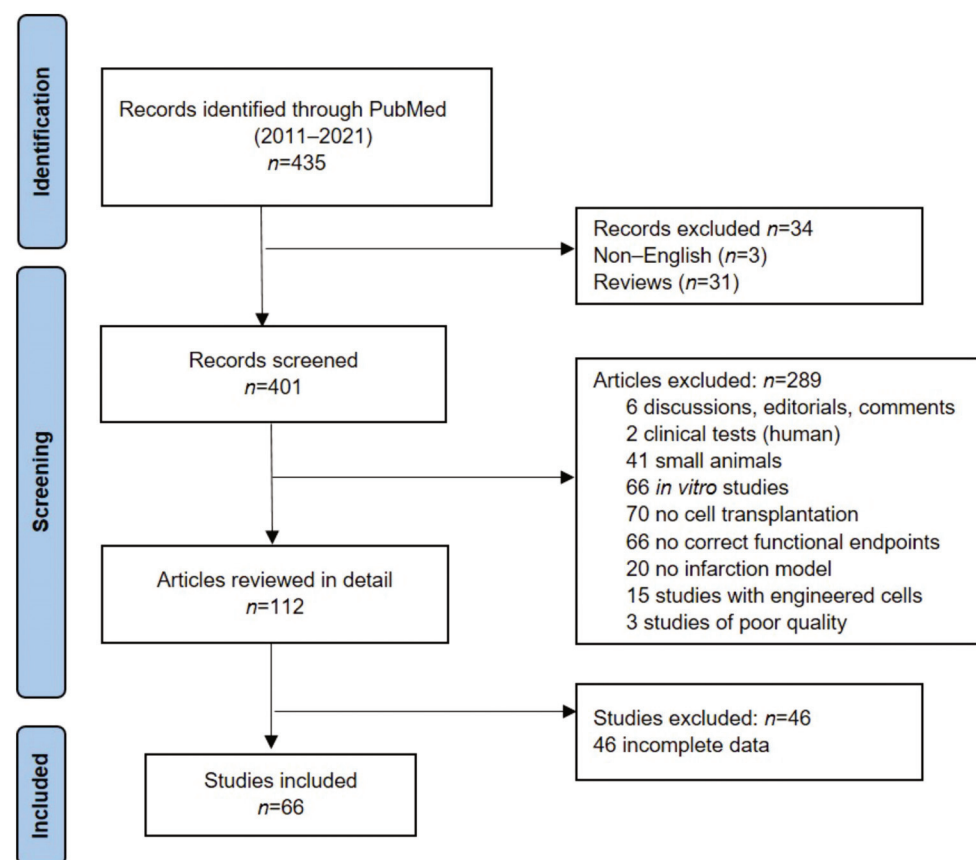 Identification
Records identified through PubMed
(2011–2021)
n=435
Records excluded n=34
Non–English (n=3)
Reviews (n=31)
Screening
Records screened
n=401
Articles excluded: n=289
6 discussions, editorials, comments
2 clinical tests (human)
41 small animals
66 in vitro studies
70 no cell transplantation
66 no correct functional endpoints
20 no infarction model
15 studies with engineered cells
3 studies of poor quality
Articles reviewed in detail
n=112
Studies excluded: n=46
46 incomplete data
Included
Studies included
n=66